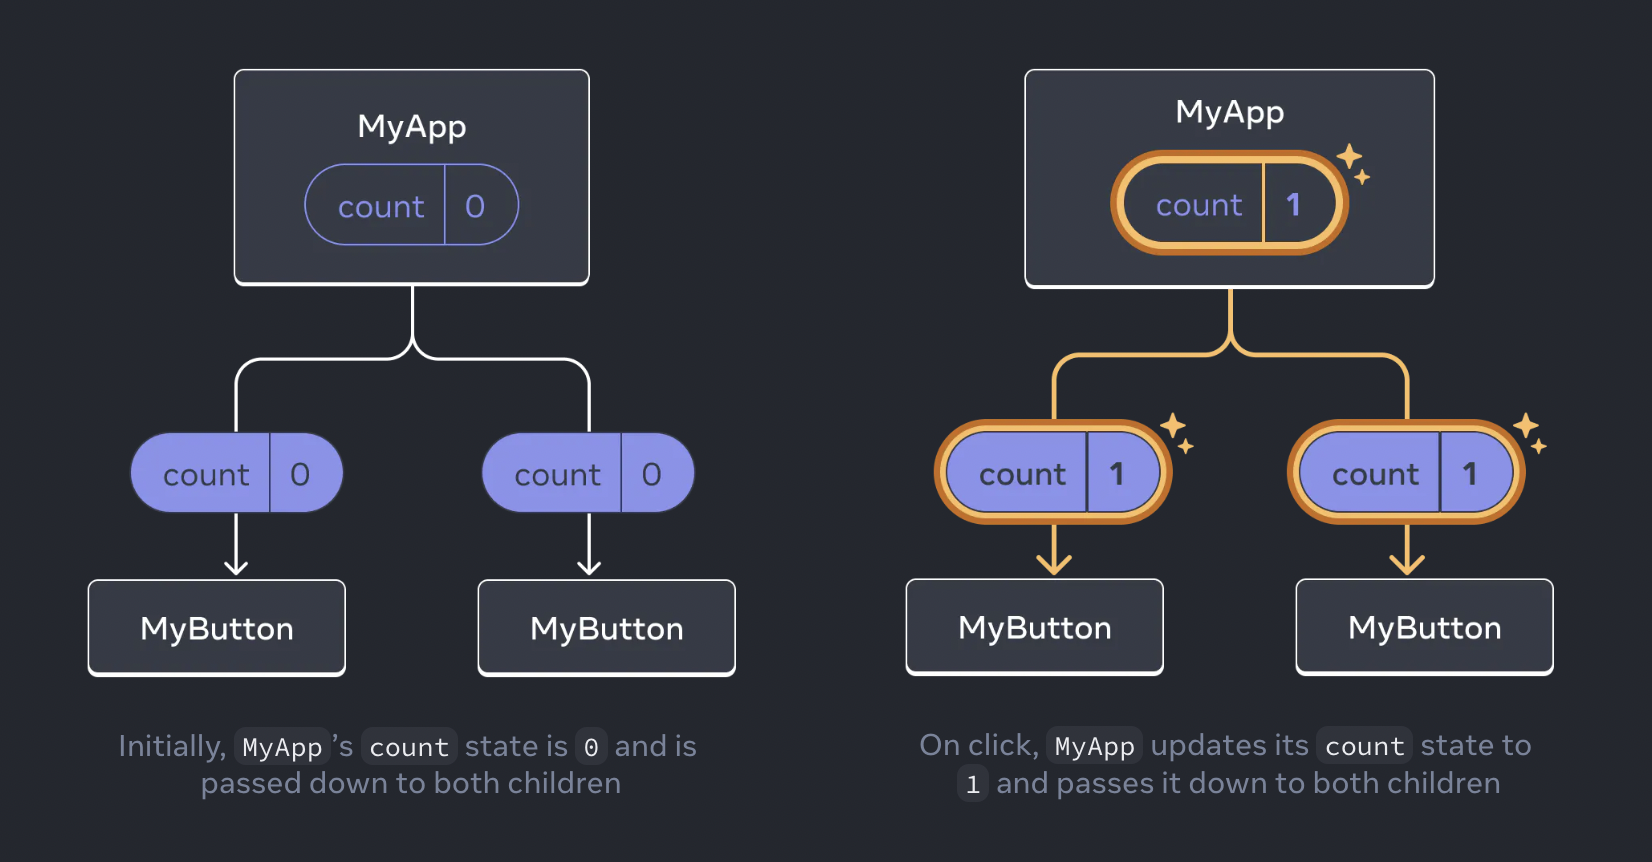 MyApp
count 0
count 0
count 0
MyButton
MyButton
Initially, MyApp’s count state is 0 and is
passed down to both children
MyApp
count 1
count 1
count 1
MyButton
MyButton
On click, MyApp updates its count state to
1 and passes it down to both children